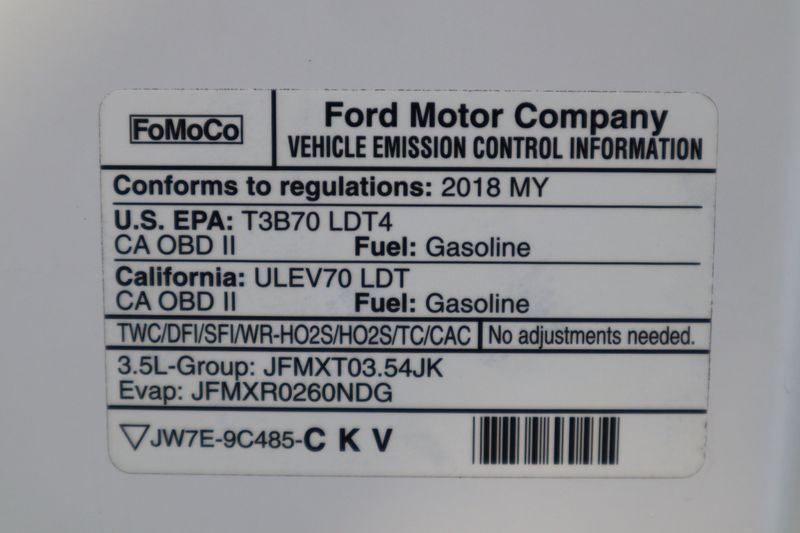 FoMoCo
Ford Motor Company
VEHICLE EMISSION CONTROL INFORMATION
Conforms to regulations: 2018 MY
U.S. EPA: T3B70 LDT4
CA OBD II Fuel: Gasoline
California: ULEV70 LDT
CA OBD II Fuel: Gasoline
TWC/DFI/SFI/WR-HO2S/HO2S/TC/CAC No adjustments needed.
3.5L-Group: JFMXT03.54JK
Evap: JFMXR0260NDG
▽JW7E-9C485-C K V